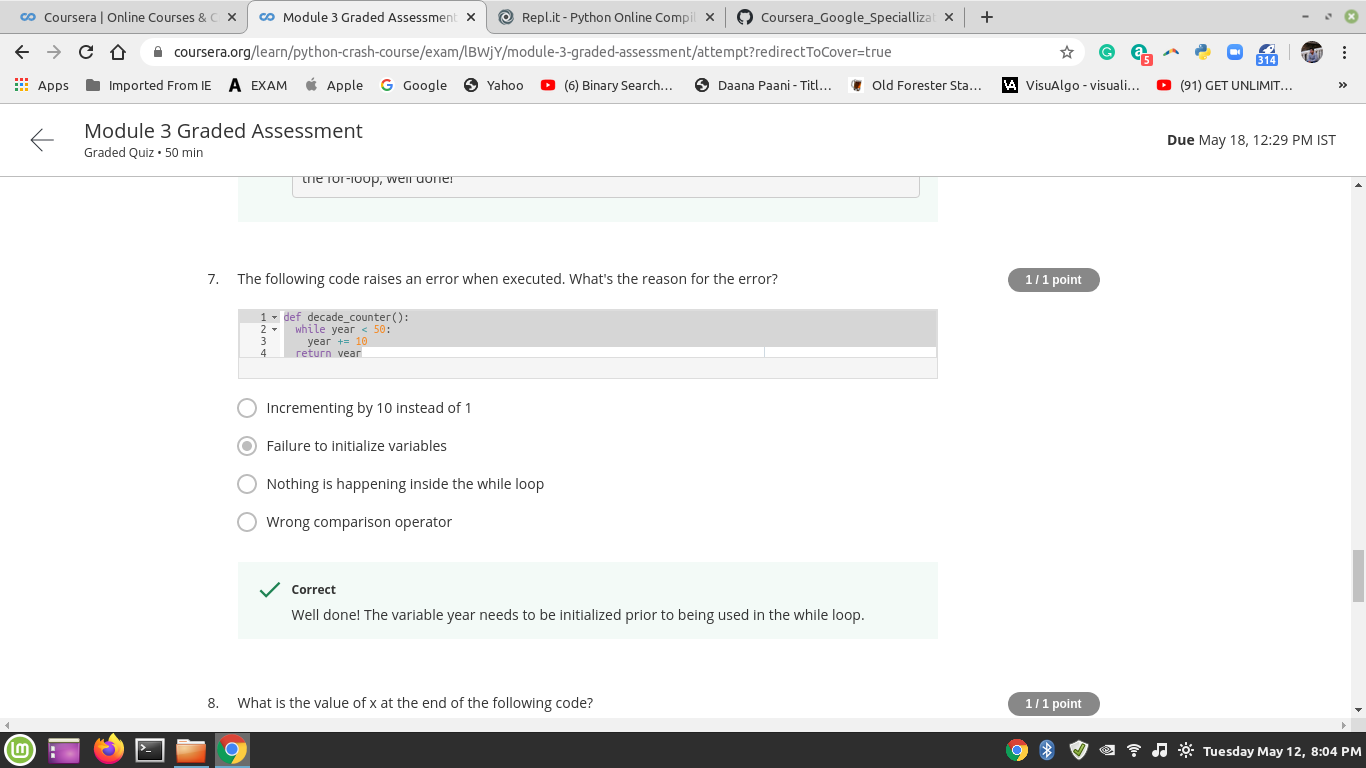 Coursera | Online Courses & C
Module 3 Graded Assessment
Repl.it - Python Online Compil
Coursera_Google_Speciallizat
coursera.org/learn/python-crash-course/exam/lBWjY/module-3-graded-assessment/attempt?redirectToCover=true
5
314
Apps
Imported From IE
EXAM
Apple
Google
Yahoo
(6) Binary Search...
Daana Paani - Titl...
Old Forester Sta...
VisuAlgo - visuali...
(91) GET UNLIMIT...
»
Module 3 Graded Assessment
Graded Quiz • 50 min
Due May 18, 12:29 PM IST
the for-loop, well done!
7. The following code raises an error when executed. What's the reason for the error?
1 / 1 point
1 def decade_counter():
2 while year < 50:
3 year += 10
4 return year
Incrementing by 10 instead of 1
Failure to initialize variables
Nothing is happening inside the while loop
Wrong comparison operator
Correct
Well done! The variable year needs to be initialized prior to being used in the while loop.
8. What is the value of x at the end of the following code?
1 / 1 point
Tuesday May 12, 8:04 PM